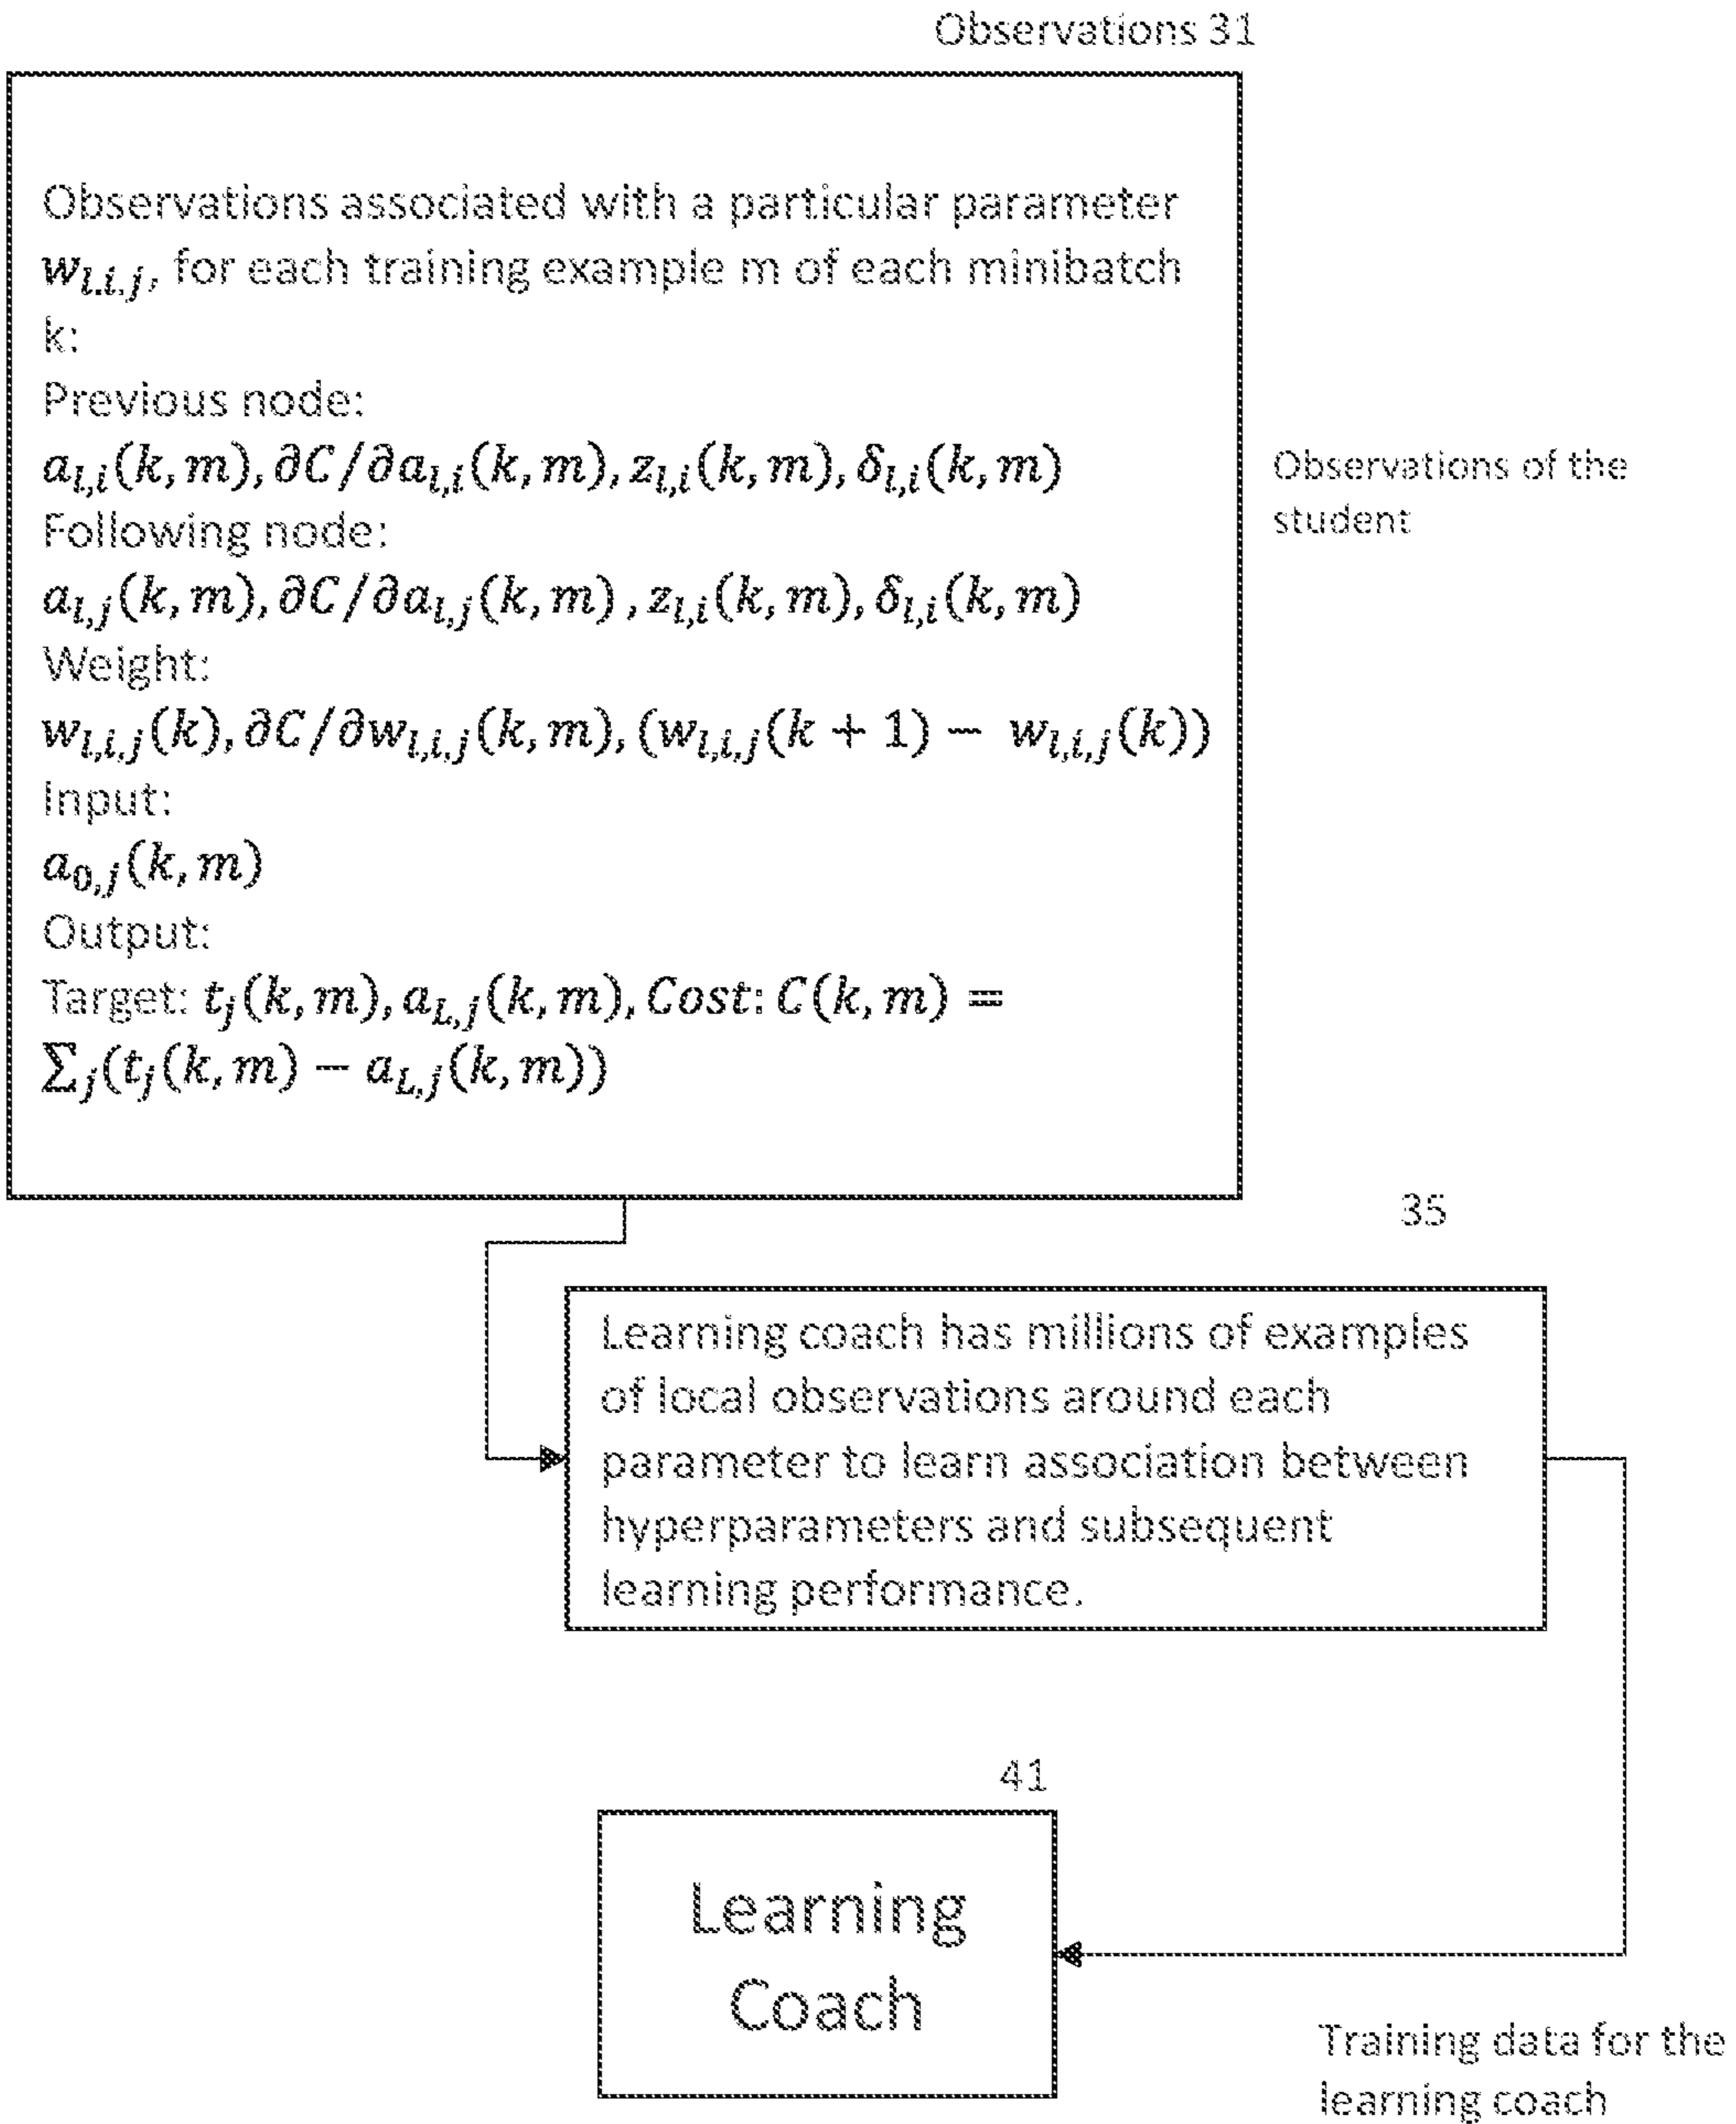 Observations 31
Observations associated with a particular parameter
w_{l,i,j}, for each training example m of each minibatch
k:
Previous node:
a_{l,i}(k, m), ∂C/∂a_{l,i}(k, m), z_{l,i}(k, m), δ_{l,i}(k, m)
Following node:
a_{l,j}(k, m), ∂C/∂a_{l,j}(k, m) , z_{l,i}(k, m), δ_{l,i}(k, m)
Weight:
w_{l,i,j}(k), ∂C/∂w_{l,i,j}(k, m), (w_{l,i,j}(k + 1) − w_{l,i,j}(k))
Input:
a_{0,j}(k, m)
Output:
Target: t_j(k, m), a_{L,j}(k, m), Cost: C(k, m) =
∑_j(t_j(k, m) − a_{L,j}(k, m))
Observations of the
student
35
Learning coach has millions of examples
of local observations around each
parameter to learn association between
hyperparameters and subsequent
learning performance.
41
Learning
Coach
Training data for the
learning coach